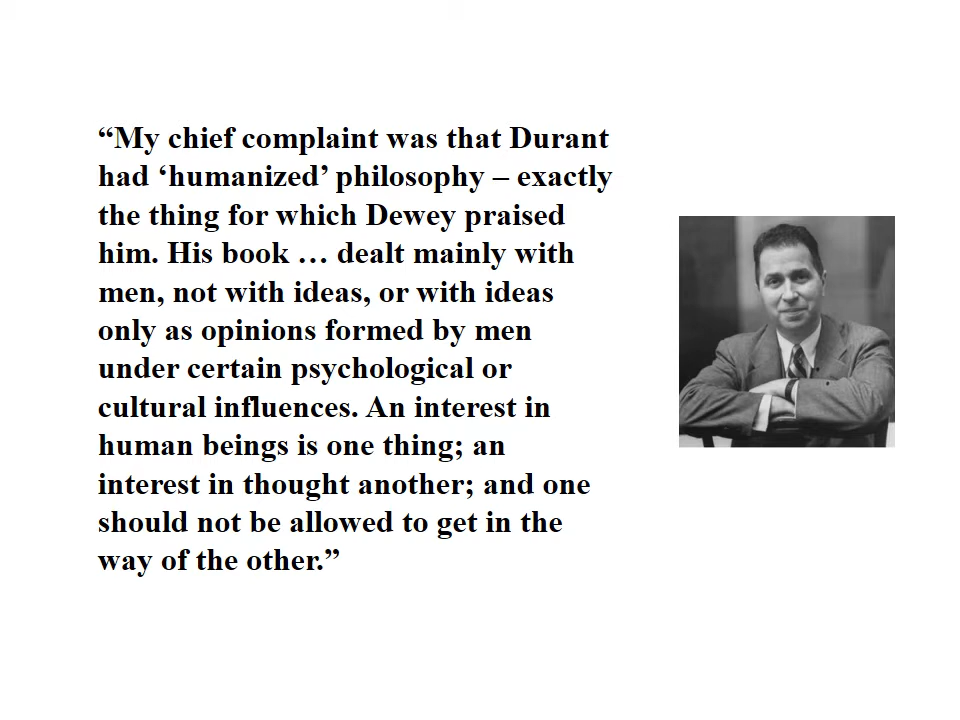 “My chief complaint was that Durant
had ‘humanized’ philosophy – exactly
the thing for which Dewey praised
him. His book … dealt mainly with
men, not with ideas, or with ideas
only as opinions formed by men
under certain psychological or
cultural influences. An interest in
human beings is one thing; an
interest in thought another; and one
should not be allowed to get in the
way of the other.”